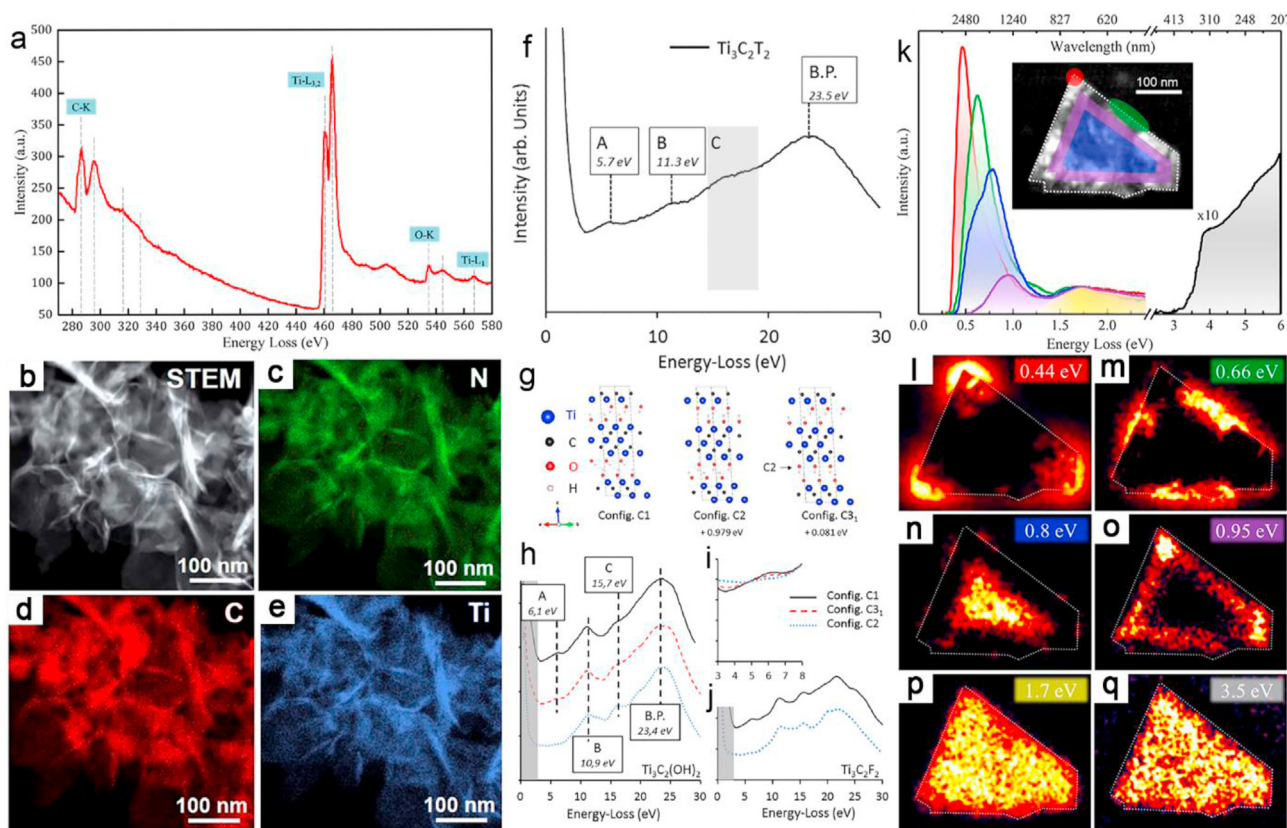 a
500
450
400
350
300
250
200
150
100
50
Intensity (a.u.)
C-K
Ti-L3,2
O-K
Ti-L1
280 300 320 340 360 380 400 420 440 460 480 500 520 540 560 580
Energy Loss (eV)
b
STEM
100 nm
c
N
100 nm
d
C
100 nm
e
Ti
100 nm
f
Ti3C2T2
Intensity (arb. Units)
A
5.7 eV
B
11.3 eV
C
B.P.
23.5 eV
0 10 20 30
Energy-Loss (eV)
g
Ti
C
O
H
C2
Config. C1
Config. C2
+ 0.979 eV
Config. C31
+ 0.081 eV
h
A
6,1 eV
C
15,7 eV
B
10,9 eV
B.P.
23,4 eV
Ti3C2(OH)2
0 5 10 15 20 25 30
Energy-Loss (eV)
i
Config. C1
Config. C31
Config. C2
3 4 5 6 7 8
j
Ti3C2F2
0 5 10 15 20 25 30
Energy-Loss (eV)
k
2480 1240 827 620 413 310 248 207
Wavelength (nm)
100 nm
x10
Intensity (a.u.)
0.0 0.5 1.0 1.5 2.0 3 4 5 6
Energy Loss (eV)
l
0.44 eV
m
0.66 eV
n
0.8 eV
o
0.95 eV
p
1.7 eV
q
3.5 eV